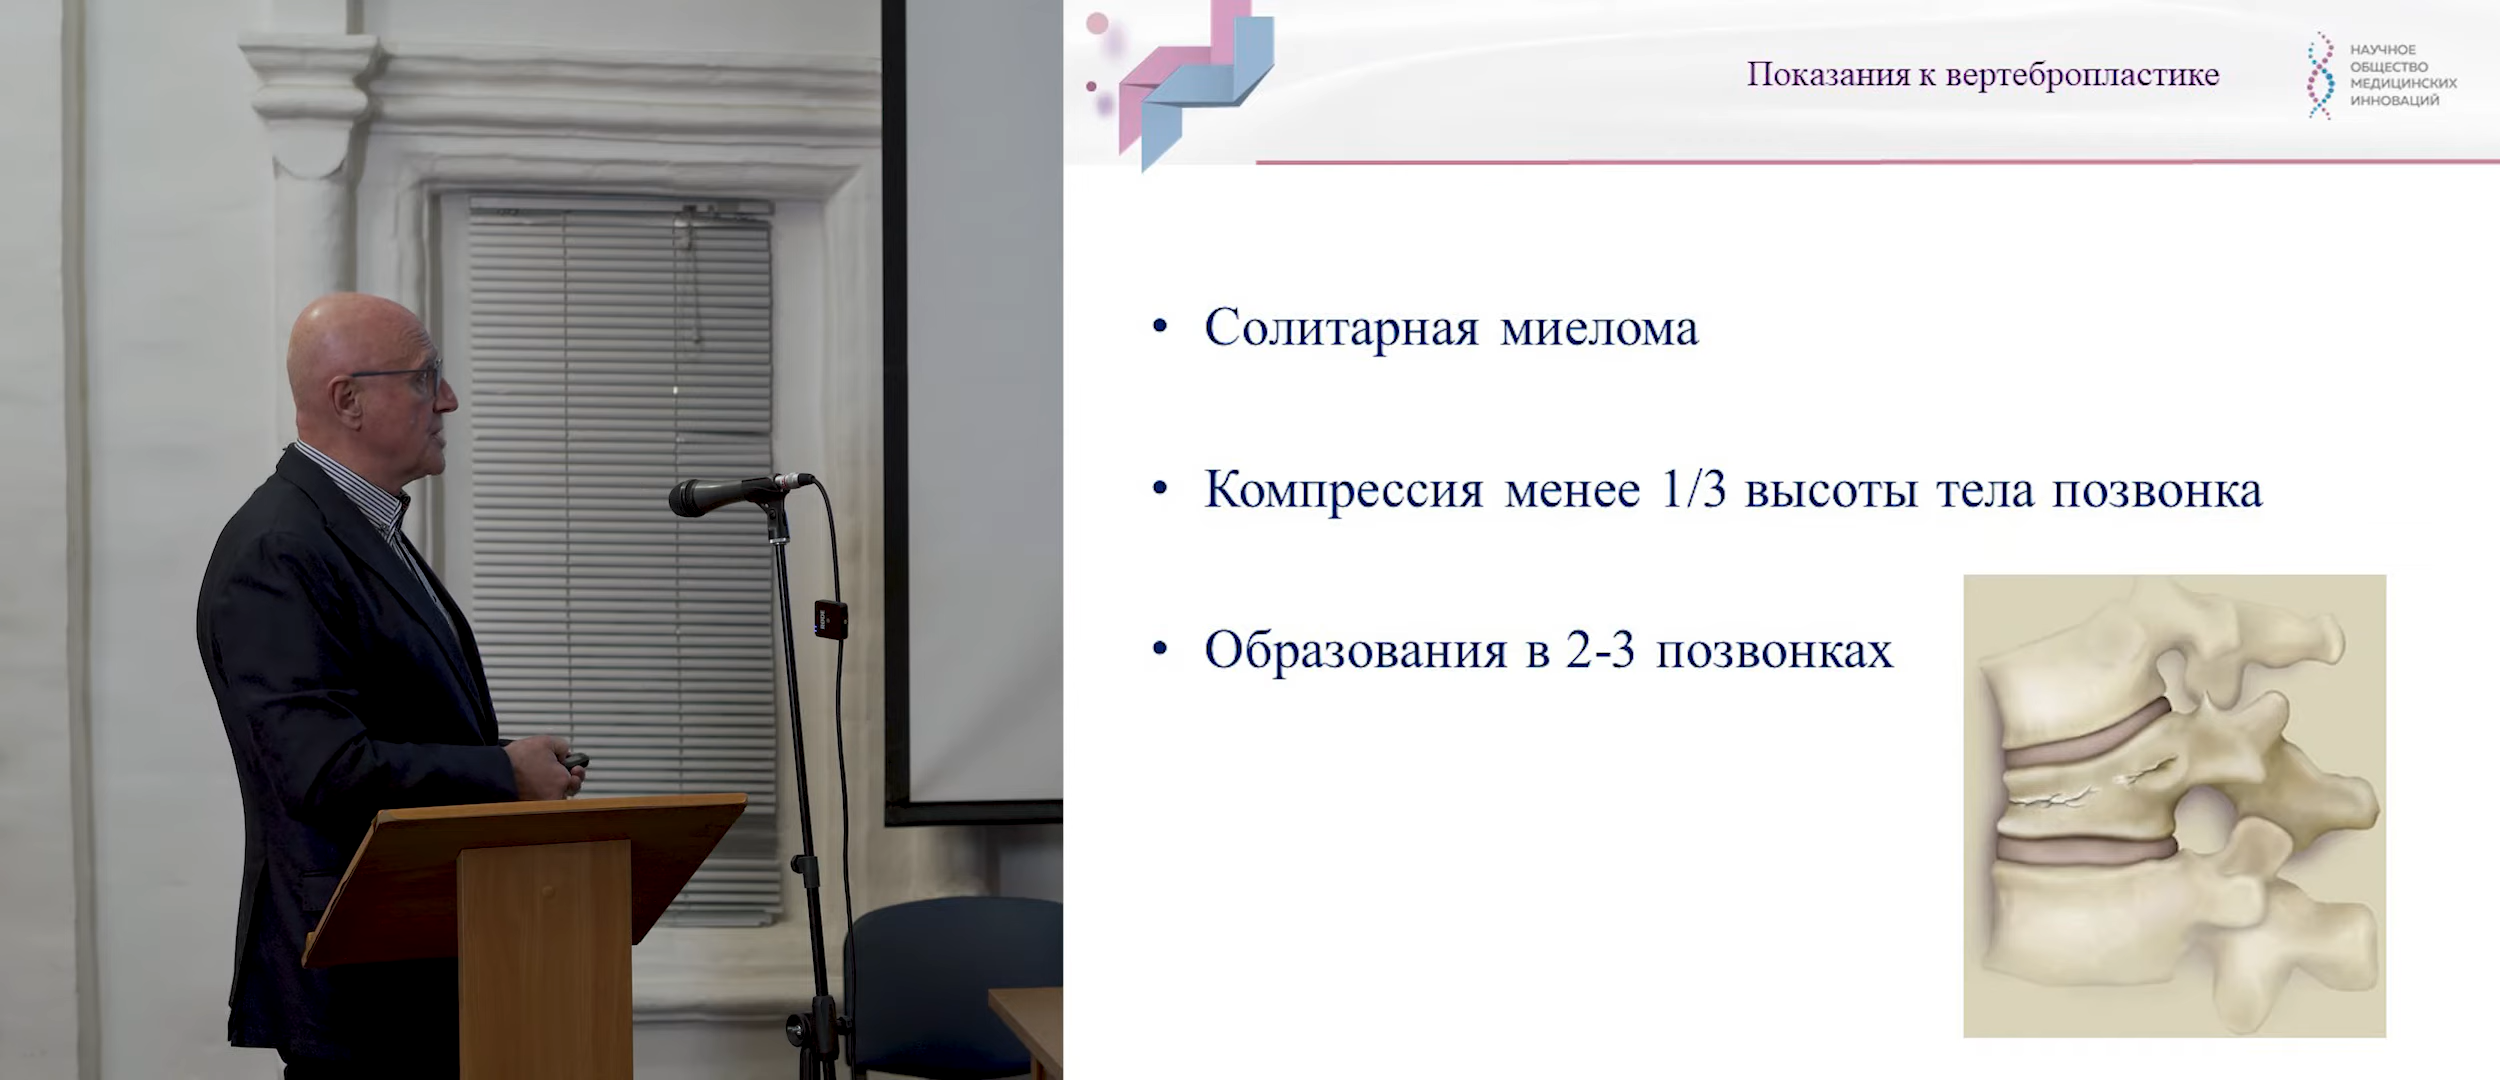 Показания к вертебропластике
НАУЧНОЕ
ОБЩЕСТВО
МЕДИЦИНСКИХ
ИННОВАЦИЙ
• Солитарная миелома
• Компрессия менее 1/3 высоты тела позвонка
• Образования в 2-3 позвонках